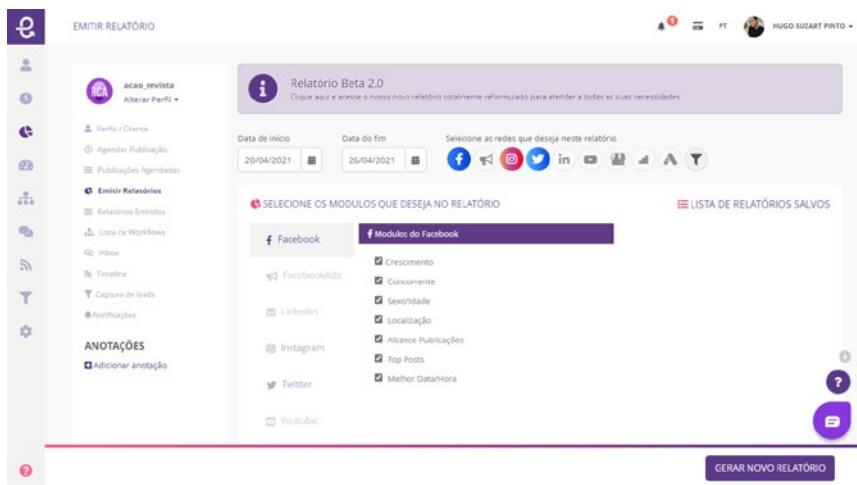 EMITIR RELATÓRIO
1
PT
HUGO SUZART PINTO
RCA
acao_revista
Alterar Perfil
Perfis / Cliente
Agendar Publicação
Publicações Agendadas
Emitir Relatórios
Relatórios Emitidos
Lista de Workflows
Inbox
Timeline
Captura de leads
Notificações
ANOTAÇÕES
Adicionar anotação
Relatório Beta 2.0
Clique aqui e acesse o nosso novo relatório totalmente reformulado para atender a todas as suas necessidades
Data de início
Data do fim
Selecione as redes que deseja neste relatório
20/04/2021
26/04/2021
SELECIONE OS MODULOS QUE DESEJA NO RELATÓRIO
LISTA DE RELATÓRIOS SALVOS
Facebook
FacebookAds
Linkedin
Instagram
Twitter
Youtube
Modulos do Facebook
Crescimento
Concorrente
Sexo/Idade
Localização
Alcance Publicações
Top Posts
Melhor Data/Hora
GERAR NOVO RELATÓRIO